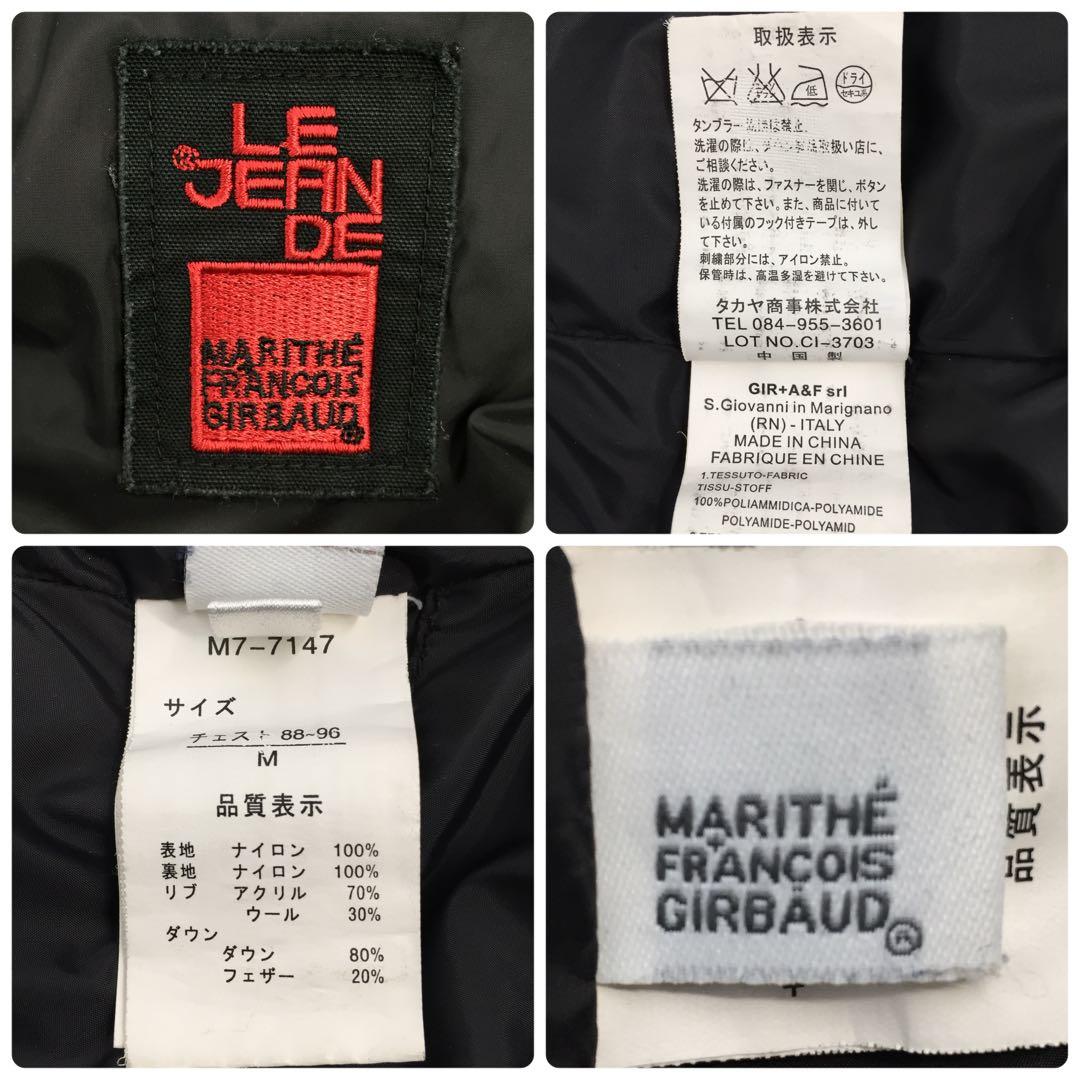 LE
JEAN
DE
MARITHÉ
+
FRANCOIS
GIRBAUD®
取扱表示
低
ドライ
セキユ系
タンブラー
洗濯の際は、取扱い店に、
ご相談ください。
洗濯の際は、ファスナーを閉じ、ボタン
を止めて下さい。また、商品に付いて
いる付属のフック付きテープは、外し
て下さい。
刺繍部分には、アイロン禁止。
保管時は、高温多湿を避けて下さい。
タカヤ商事株式会社
TEL 084-955-3601
LOT NO.CI-3703
中国製
GIR+A&F srl
S.Giovanni in Marignano
(RN) - ITALY
MADE IN CHINA
FABRIQUE EN CHINE
1.TESSUTO-FABRIC
TISSU-STOFF
100%POLIAMMIDICA-POLYAMIDE
POLYAMIDE-POLYAMID
M7-7147
サイズ
チェスト 88~96
M
品質表示
表地 ナイロン 100%
裏地 ナイロン 100%
リブ アクリル 70%
ウール 30%
ダウン
ダウン 80%
フェザー 20%
MARITHÉ
+
FRANCOIS
GIRBAUD®
品質表示